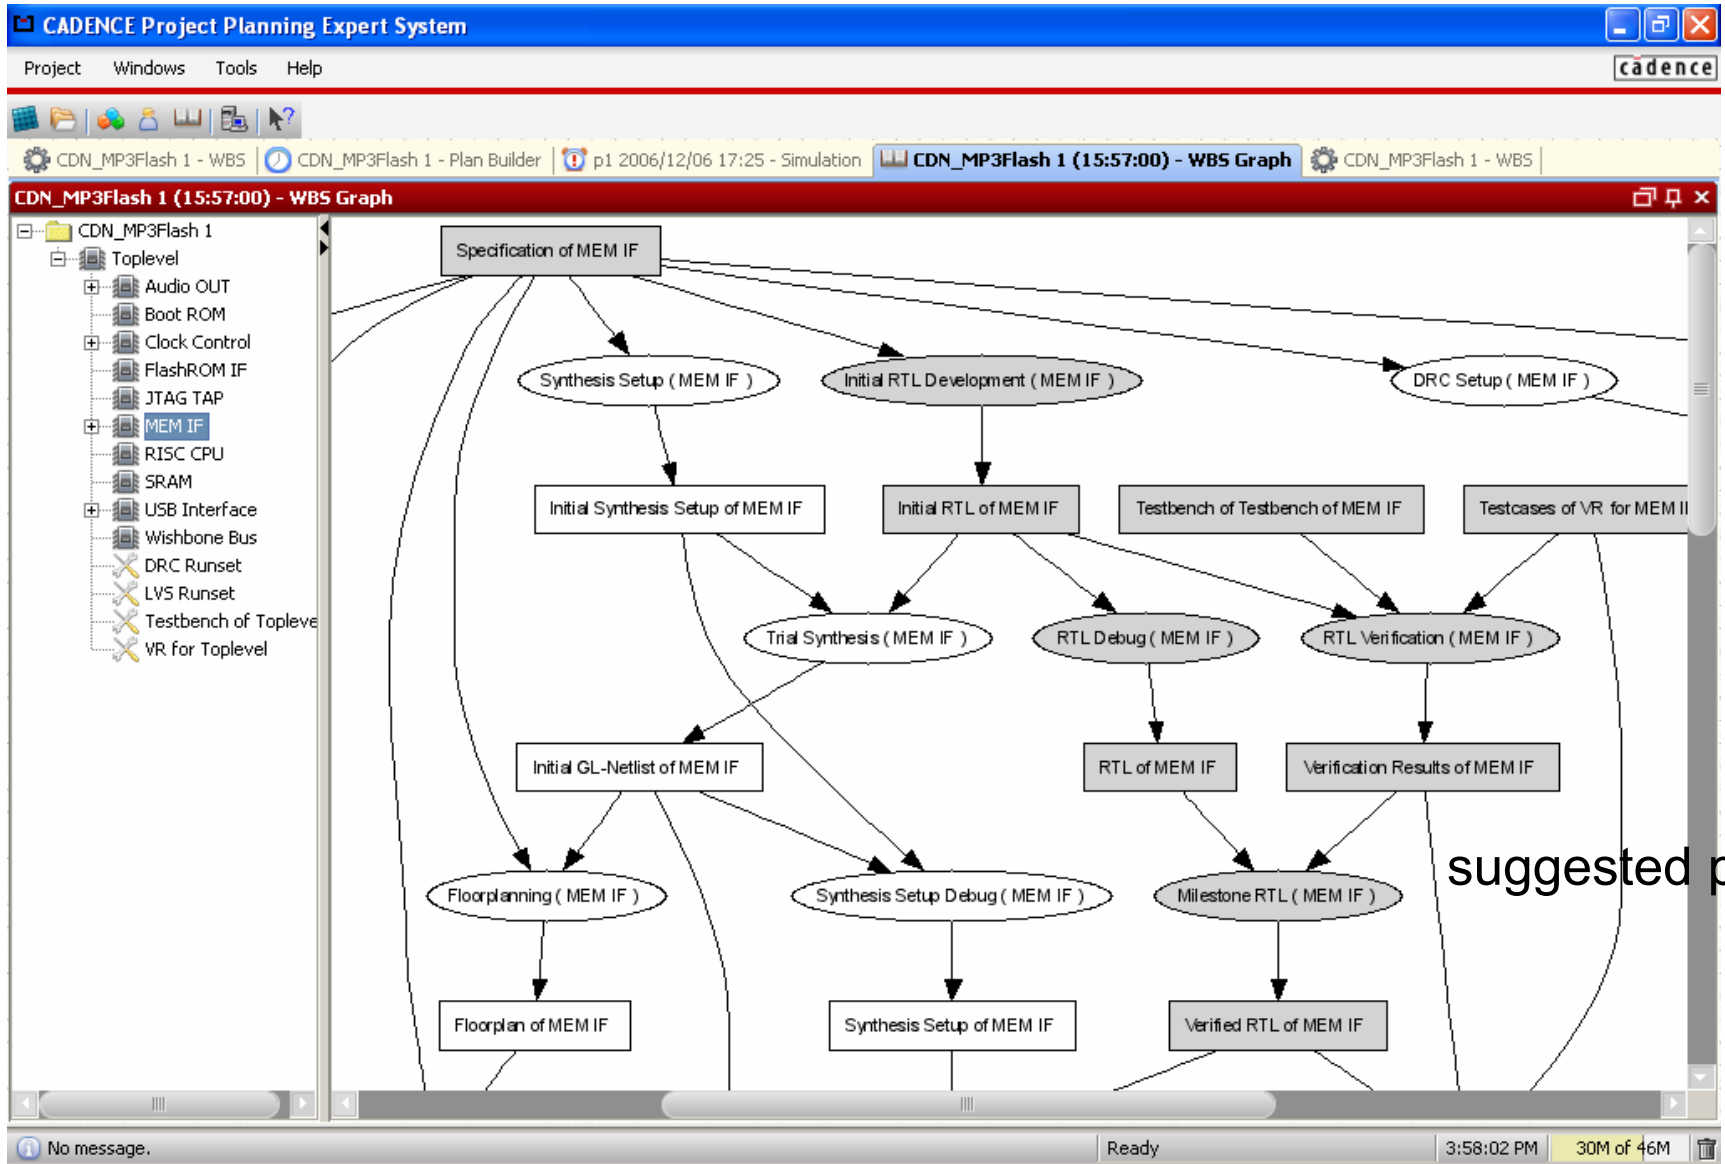 CADENCE Project Planning Expert System
Project Windows Tools Help
cādence
CDN_MP3Flash 1 - WBS
CDN_MP3Flash 1 - Plan Builder
p1 2006/12/06 17:25 - Simulation
CDN_MP3Flash 1 (15:57:00) - WBS Graph
CDN_MP3Flash 1 - WBS
CDN_MP3Flash 1 (15:57:00) - WBS Graph
CDN_MP3Flash 1
Toplevel
Audio OUT
Boot ROM
Clock Control
FlashROM IF
JTAG TAP
MEM IF
RISC CPU
SRAM
USB Interface
Wishbone Bus
DRC Runset
LVS Runset
Testbench of Topleve
VR for Toplevel
Specification of MEM IF
Synthesis Setup ( MEM IF )
Initial RTL Development ( MEM IF )
DRC Setup ( MEM IF )
Initial Synthesis Setup of MEM IF
Initial RTL of MEM IF
Testbench of Testbench of MEM IF
Testcases of VR for MEM I
Trial Synthesis ( MEM IF )
RTL Debug ( MEM IF )
RTL Verification ( MEM IF )
Initial GL-Netlist of MEM IF
RTL of MEM IF
Verification Results of MEM IF
suggested p
Floorplanning ( MEM IF )
Synthesis Setup Debug ( MEM IF )
Milestone RTL ( MEM IF )
Floorplan of MEM IF
Synthesis Setup of MEM IF
Verified RTL of MEM IF
No message.
Ready
3:58:02 PM
30M of 46M